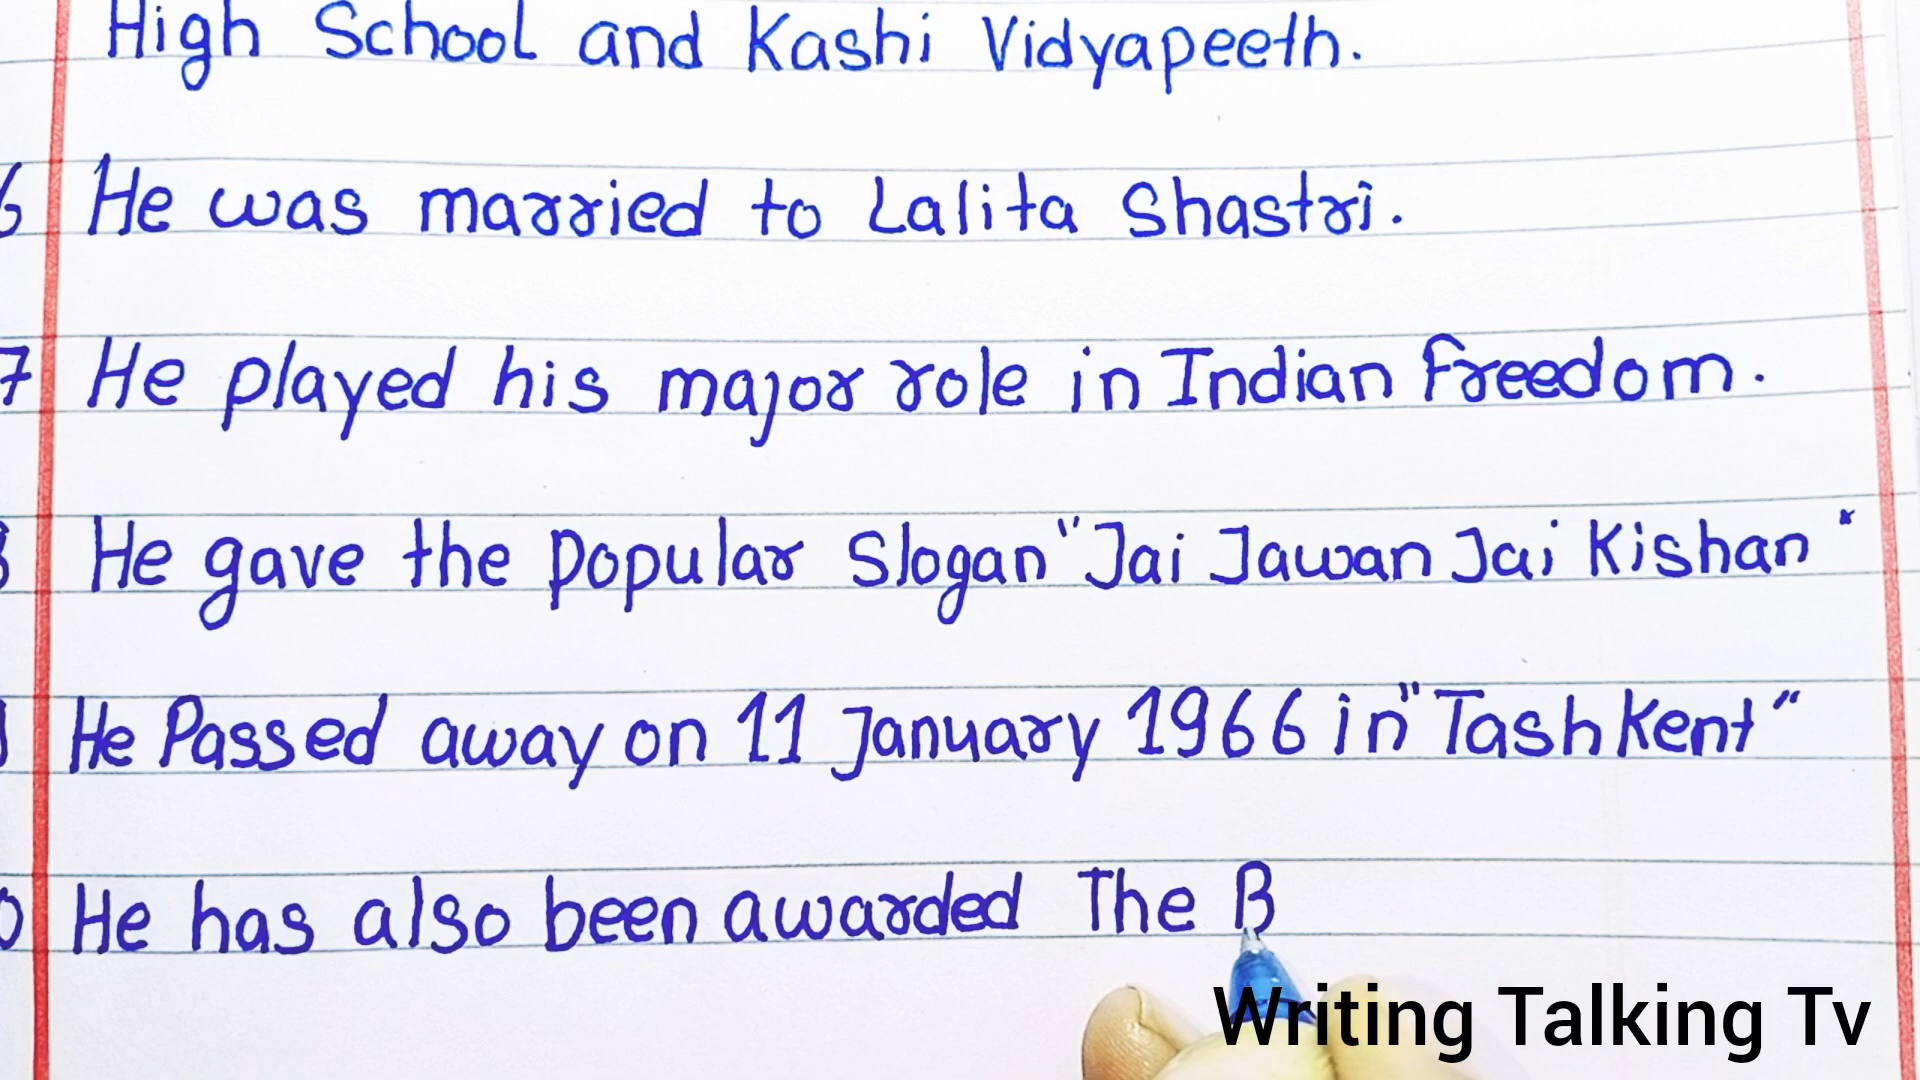 High School and Kashi Vidyapeeth.
6 He was married to Lalita Shastri.
7 He played his major role in Indian freedom.
8 He gave the Popular Slogan "Jai Jawan Jai Kishan"
He Passed away on 11 January 1966 in "Tashkent"
0 He has also been awarded The B
Writing Talking Tv